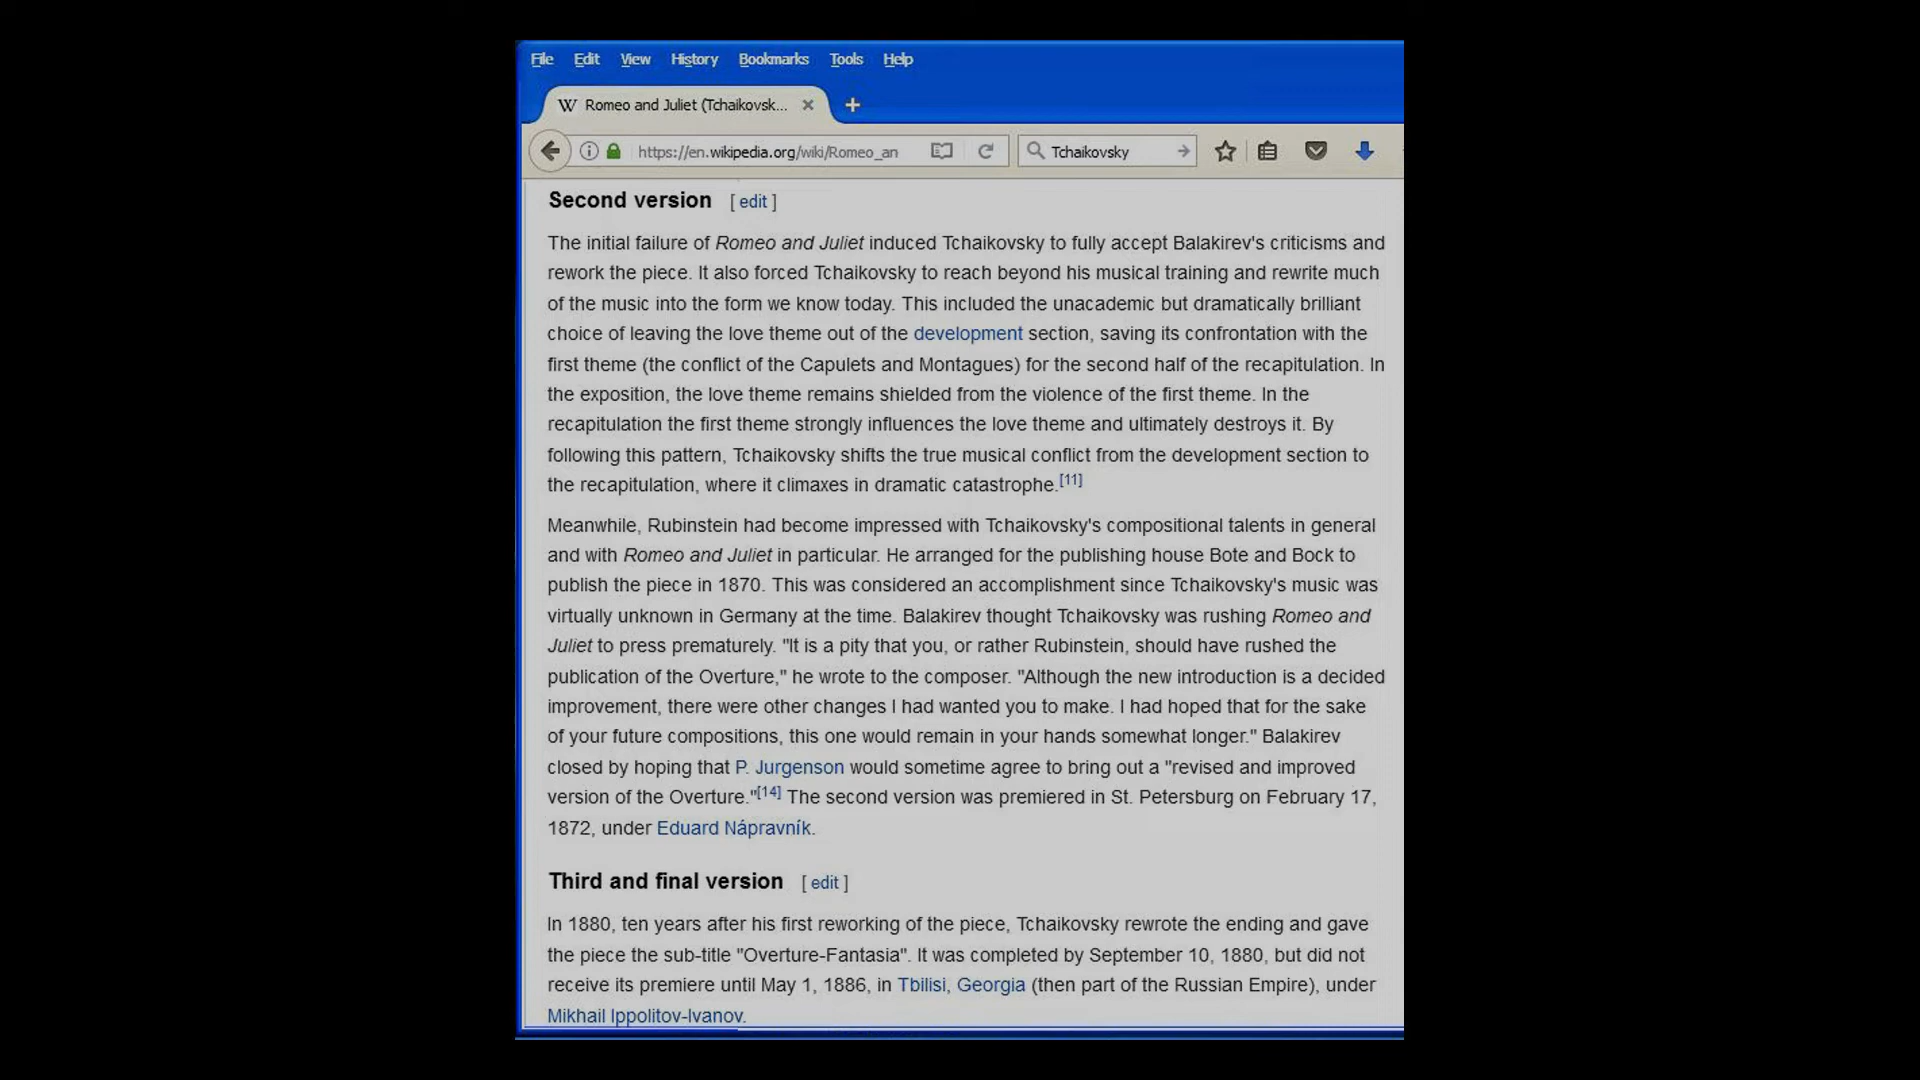 File Edit View History Bookmarks Tools Help
W Romeo and Juliet (Tchaikovsk...
https://en.wikipedia.org/wiki/Romeo_an Tchaikovsky
Second version [ edit ]
The initial failure of Romeo and Juliet induced Tchaikovsky to fully accept Balakirev's criticisms and
rework the piece. It also forced Tchaikovsky to reach beyond his musical training and rewrite much
of the music into the form we know today. This included the unacademic but dramatically brilliant
choice of leaving the love theme out of the development section, saving its confrontation with the
first theme (the conflict of the Capulets and Montagues) for the second half of the recapitulation. In
the exposition, the love theme remains shielded from the violence of the first theme. In the
recapitulation the first theme strongly influences the love theme and ultimately destroys it. By
following this pattern, Tchaikovsky shifts the true musical conflict from the development section to
the recapitulation, where it climaxes in dramatic catastrophe.[11]
Meanwhile, Rubinstein had become impressed with Tchaikovsky's compositional talents in general
and with Romeo and Juliet in particular. He arranged for the publishing house Bote and Bock to
publish the piece in 1870. This was considered an accomplishment since Tchaikovsky's music was
virtually unknown in Germany at the time. Balakirev thought Tchaikovsky was rushing Romeo and
Juliet to press prematurely. "It is a pity that you, or rather Rubinstein, should have rushed the
publication of the Overture," he wrote to the composer. "Although the new introduction is a decided
improvement, there were other changes I had wanted you to make. I had hoped that for the sake
of your future compositions, this one would remain in your hands somewhat longer." Balakirev
closed by hoping that P. Jurgenson would sometime agree to bring out a "revised and improved
version of the Overture."[14] The second version was premiered in St. Petersburg on February 17,
1872, under Eduard Nápravník.
Third and final version [ edit ]
In 1880, ten years after his first reworking of the piece, Tchaikovsky rewrote the ending and gave
the piece the sub-title "Overture-Fantasia". It was completed by September 10, 1880, but did not
receive its premiere until May 1, 1886, in Tbilisi, Georgia (then part of the Russian Empire), under
Mikhail Ippolitov-Ivanov.